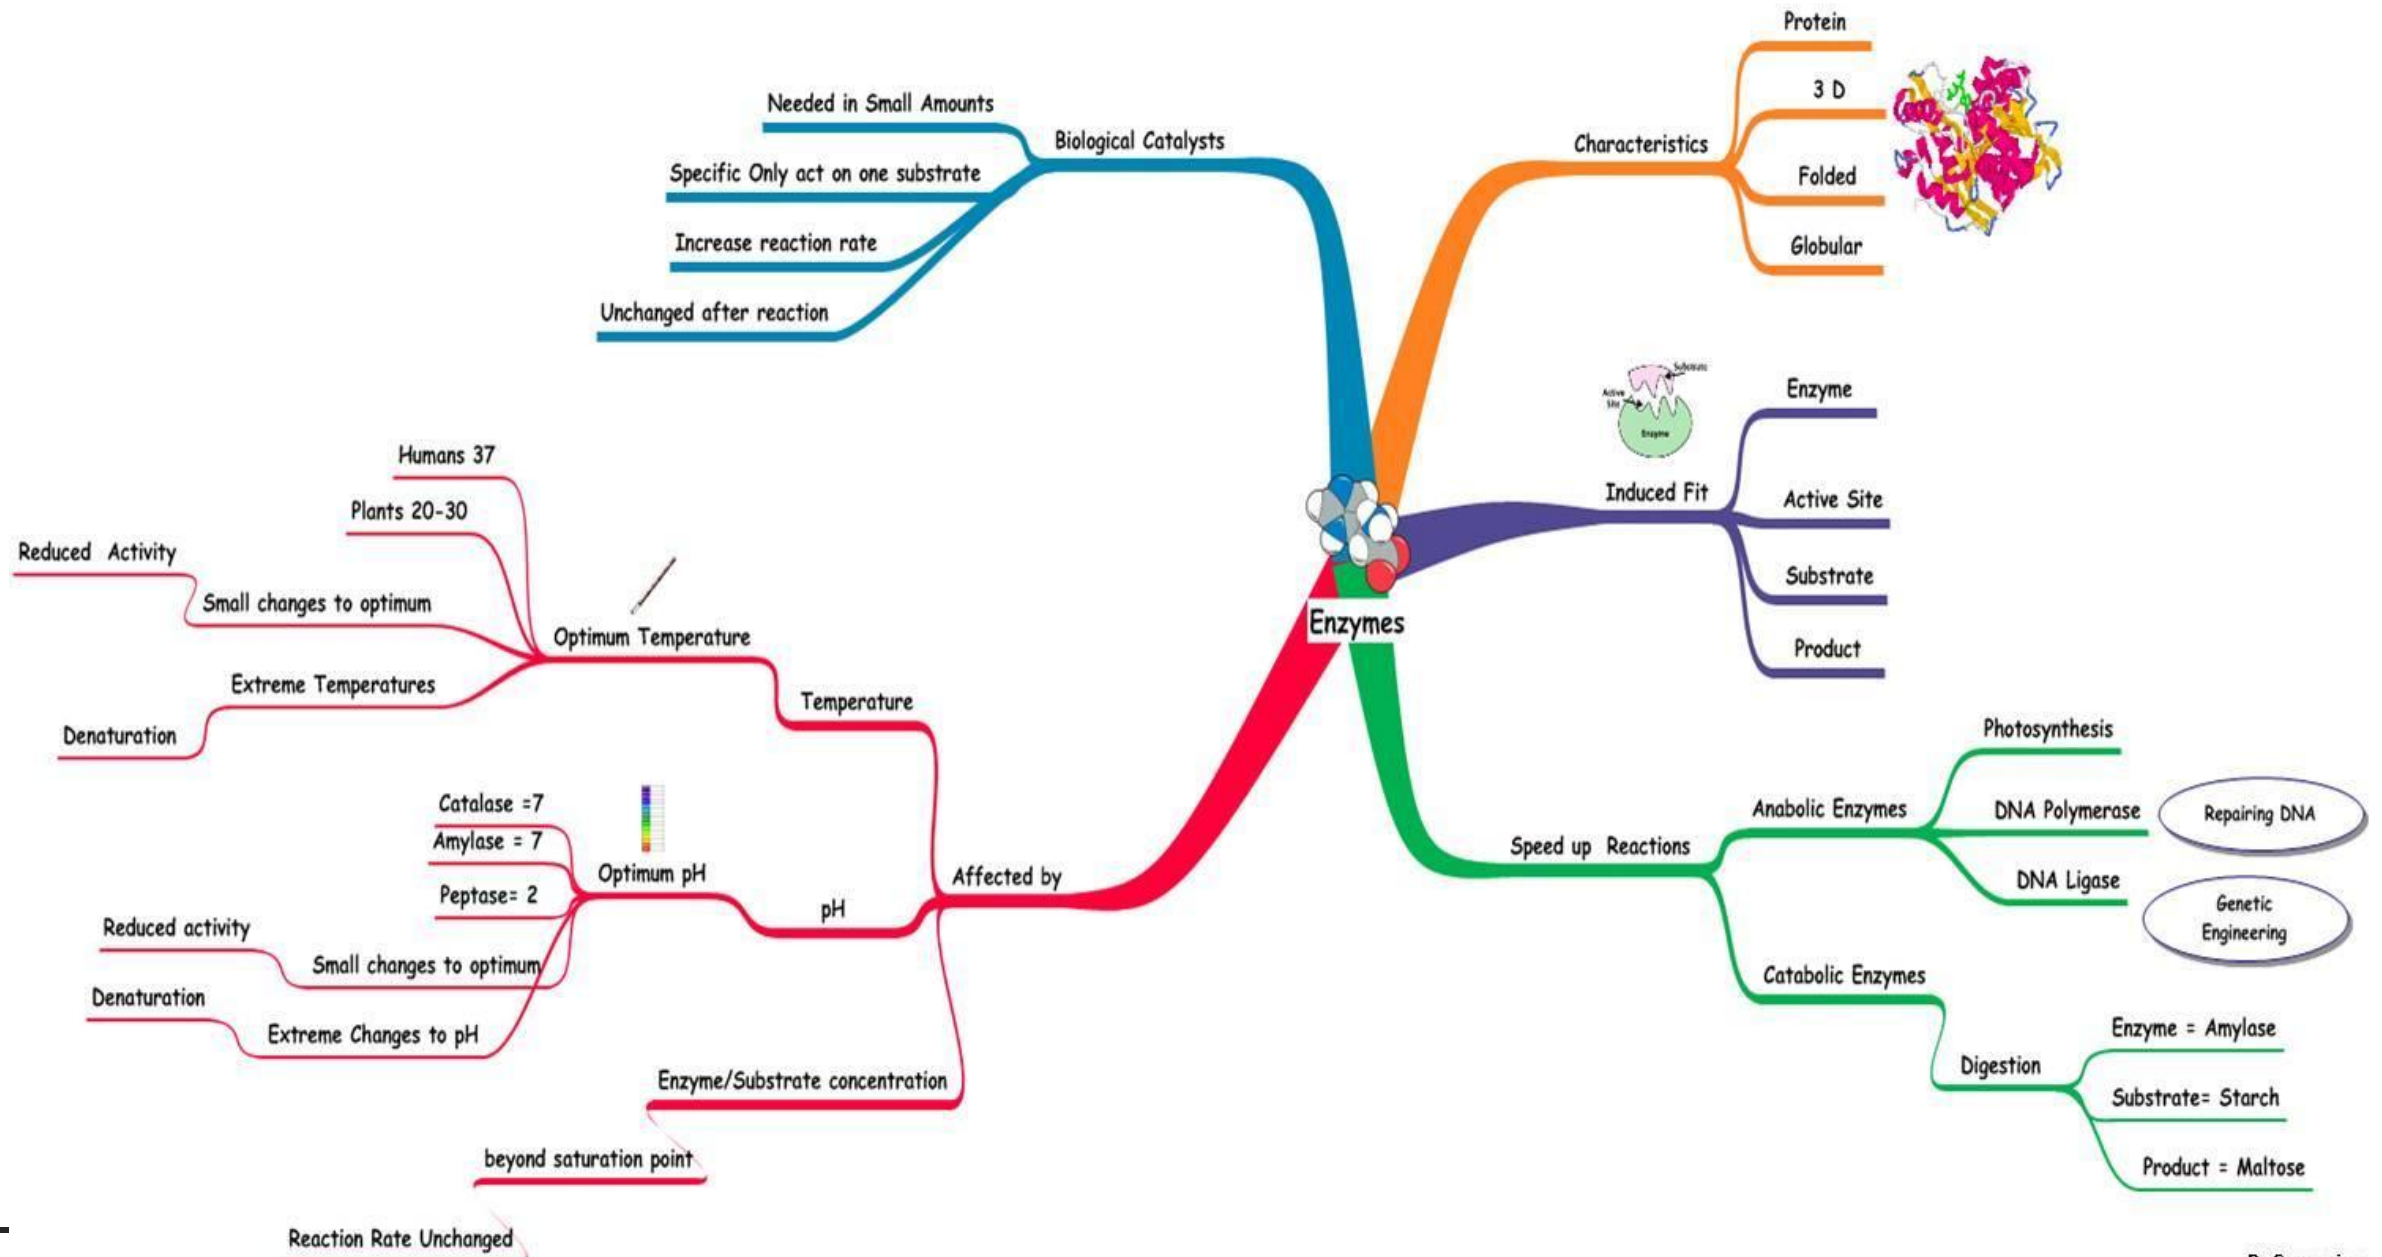 Enzymes
Biological Catalysts
Needed in Small Amounts
Specific Only act on one substrate
Increase reaction rate
Unchanged after reaction
Characteristics
Protein
3 D
Folded
Globular
Induced Fit
Substrate
Active
Site
Enzyme
Enzyme
Active Site
Substrate
Product
Speed up Reactions
Anabolic Enzymes
Photosynthesis
DNA Polymerase
Repairing DNA
DNA Ligase
Genetic
Engineering
Catabolic Enzymes
Digestion
Enzyme = Amylase
Substrate= Starch
Product = Maltose
Affected by
Temperature
Optimum Temperature
Humans 37
Plants 20-30
Small changes to optimum
Reduced Activity
Extreme Temperatures
Denaturation
pH
Optimum pH
Catalase =7
Amylase = 7
Peptase= 2
Small changes to optimum
Reduced activity
Extreme Changes to pH
Denaturation
Enzyme/Substrate concentration
beyond saturation point
Reaction Rate Unchanged